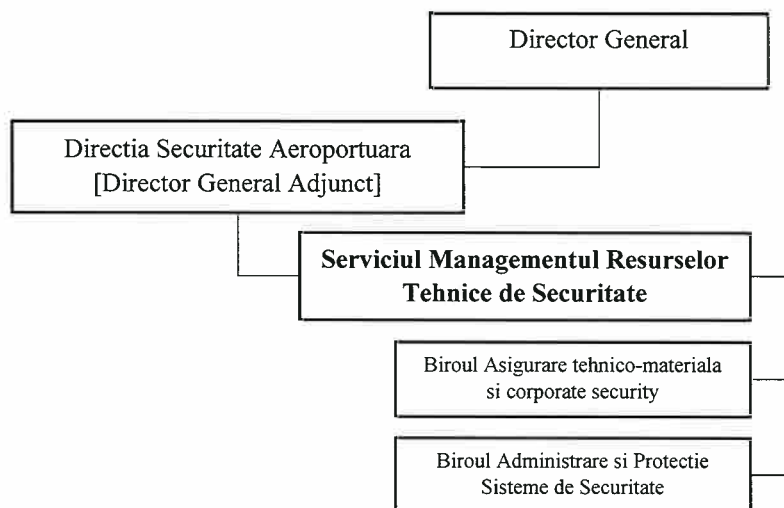 Director General
Directia Securitate Aeroportuara
[Director General Adjunct]
Serviciul Managementul Resurselor
Tehnice de Securitate
Biroul Asigurare tehnico-materiala
si corporate security
Biroul Administrare si Protectie
Sisteme de Securitate